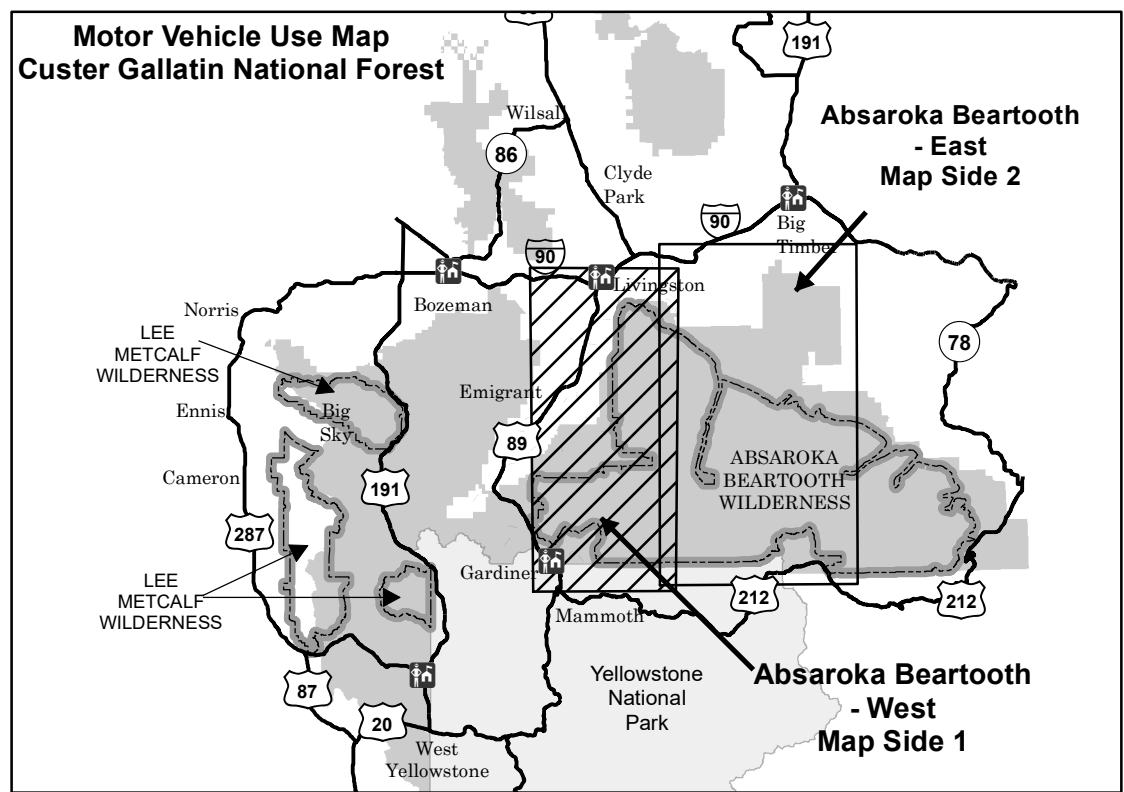 Motor Vehicle Use Map
Custer Gallatin National Forest
191
Wilsall
86
Absaroka Beartooth
- East
Map Side 2
Clyde
Park
90
Big
Timber
90
Livingston
Bozeman
Norris
LEE
METCALF
WILDERNESS
78
Emigrant
Ennis
Big
Sky
89
ABSAROKA
BEARTOOTH
WILDERNESS
Cameron
191
287
Gardiner
LEE
METCALF
WILDERNESS
212
212
Mammoth
Yellowstone
National
Park
Absaroka Beartooth
- West
Map Side 1
87
20
West
Yellowstone